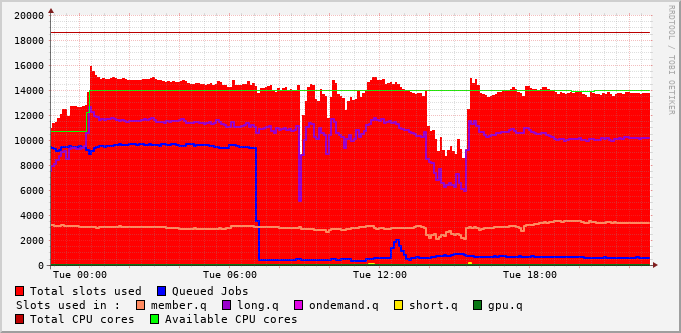 20000
18000
16000
14000
12000
10000
8000
6000
4000
2000
0
Tue 00:00 Tue 06:00 Tue 12:00 Tue 18:00
Total slots used Queued Jobs
Slots used in : member.q long.q ondemand.q short.q gpu.q
Total CPU cores Available CPU cores
RRDTOOL / TOBI OETIKER